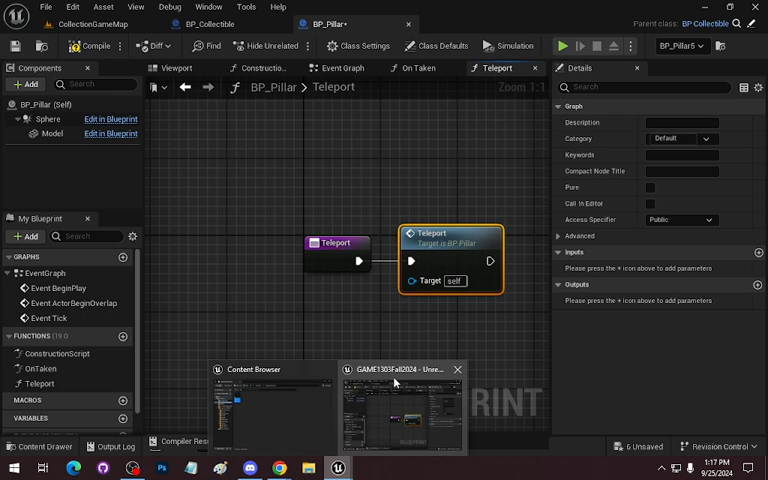 File Edit Asset View Debug Window Tools Help
CollectionGameMap BP_Collectible BP_Pillar• Parent class: BP Collectible
Compile Diff Find Hide Unrelated Class Settings Class Defaults Simulation BP_Pillar5
Components Viewport Constructio... Event Graph On Taken Teleport Details
Add Search BP_Pillar Teleport Zoom 1:1 Search
BP_Pillar (Self)
Sphere Edit in Blueprint
Model Edit in Blueprint
Graph
Description
Category Default
Keywords
Compact Node Title
Pure
Call In Editor
Access Specifier Public
Advanced
Inputs
Please press the + icon above to add parameters
Outputs
Please press the + icon above to add parameters
My Blueprint
Add Search
GRAPHS
EventGraph
Event BeginPlay
Event ActorBeginOverlap
Event Tick
FUNCTIONS (19 O
ConstructionScript
OnTaken
Teleport
MACROS
VARIABLES
Teleport
Teleport
Target is BP Pillar
Target self
Content Browser GAME1303Fall2024 - Unre...
RINT
Content Drawer Output Log Compiler Resu 6 Unsaved Revision Control
1:17 PM
9/25/2024